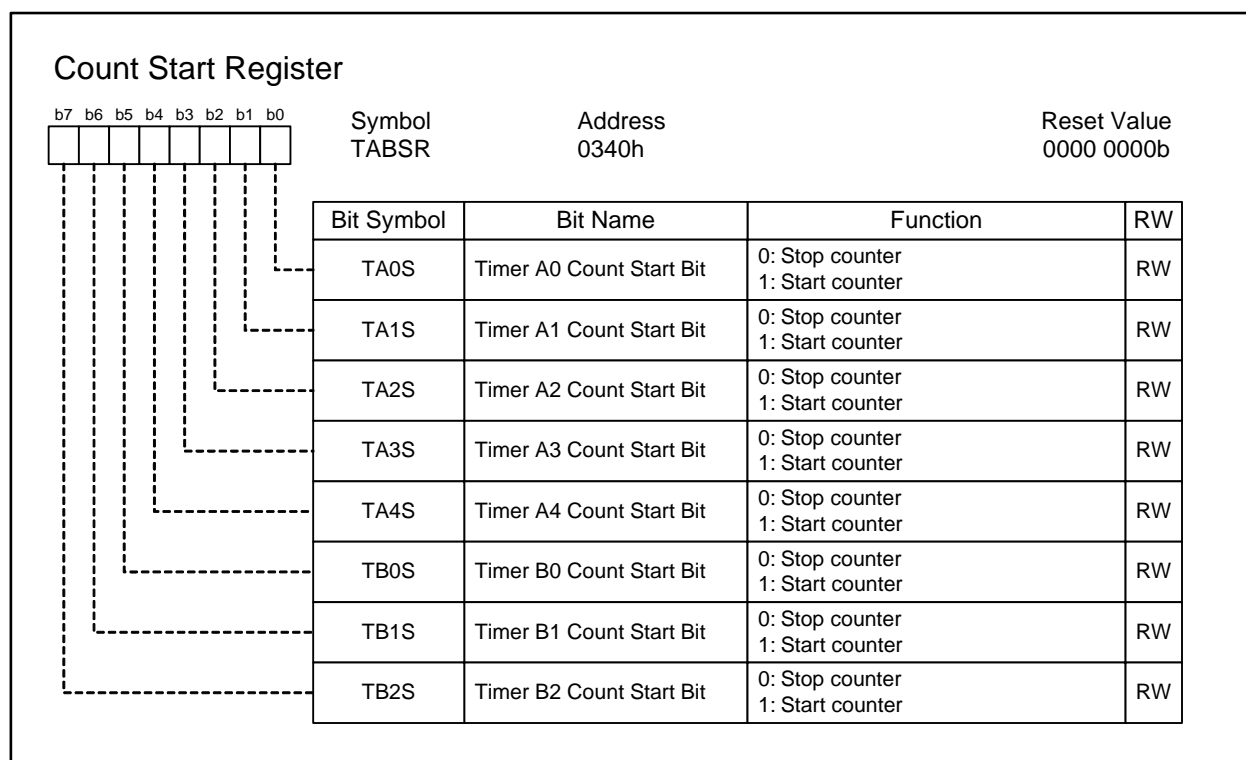 Count Start Register
b7 b6 b5 b4 b3 b2 b1 b0
Symbol Address Reset Value
TABSR 0340h 0000 0000b
Bit Symbol Bit Name Function RW
TA0S Timer A0 Count Start Bit 0: Stop counter
1: Start counter RW
TA1S Timer A1 Count Start Bit 0: Stop counter
1: Start counter RW
TA2S Timer A2 Count Start Bit 0: Stop counter
1: Start counter RW
TA3S Timer A3 Count Start Bit 0: Stop counter
1: Start counter RW
TA4S Timer A4 Count Start Bit 0: Stop counter
1: Start counter RW
TB0S Timer B0 Count Start Bit 0: Stop counter
1: Start counter RW
TB1S Timer B1 Count Start Bit 0: Stop counter
1: Start counter RW
TB2S Timer B2 Count Start Bit 0: Stop counter
1: Start counter RW